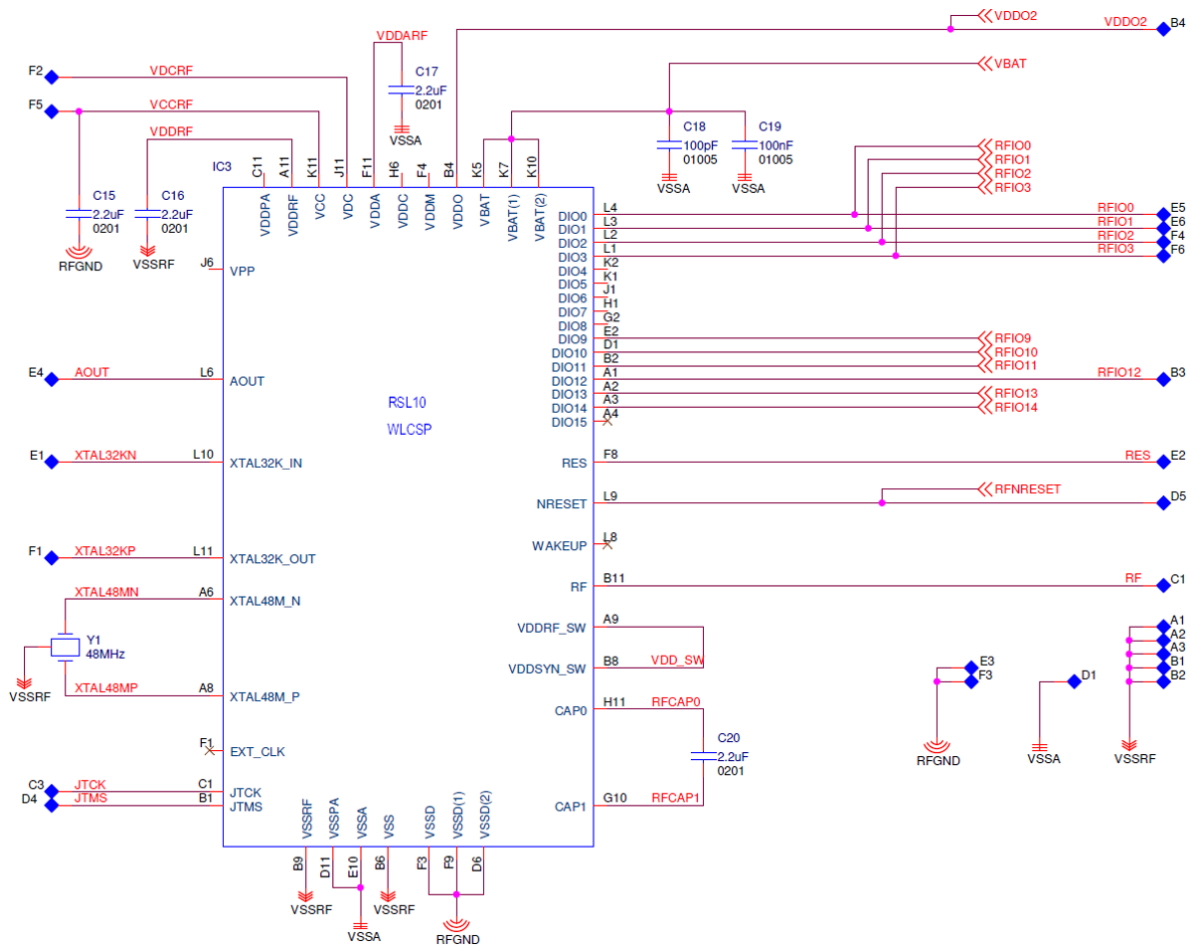 VDDO2
VDDO2 B4
VDDARF
F2 VDCRF
C17
2.2uF
0201
VSSA
VBAT
F5 VCCRF
VDDRF
C18
100pF
01005
VSSA
C19
100nF
01005
VSSA
RFIO0
RFIO1
RFIO2
RFIO3
IC3
C11 A11 K11 J11 F11 H6 F4 B4 K5 K7 K10
VDDPA VDDRF VCC VDC VDDA VDDC VDDM VDDO VBAT VBAT(1) VBAT(2)
C15
2.2uF
0201
RFGND
C16
2.2uF
0201
VSSRF
J6 VPP
DIO0 L4 RFIO0 E5
DIO1 L3 RFIO1 E6
DIO2 L2 RFIO2 F4
DIO3 L1 RFIO3 F6
DIO4 K2
DIO5 K1
DIO6 J1
DIO7 H1
DIO8 G2
DIO9 E2 RFIO9
DIO10 D1 RFIO10
DIO11 B2 RFIO11
DIO12 A1 RFIO12 B3
DIO13 A2 RFIO13
DIO14 A3 RFIO14
DIO15 A4
E4 AOUT L6 AOUT
RSL10
WLCSP
E1 XTAL32KN L10 XTAL32K_IN
RES F8 RES E2
RFNRESET
NRESET L9 D5
WAKEUP L8
F1 XTAL32KP L11 XTAL32K_OUT
RF B11 RF C1
XTAL48MN A6 XTAL48M_N
Y1
48MHz
VSSRF
XTAL48MP A8 XTAL48M_P
VDDRF_SW A9
VDDSYN_SW B8 VDD_SW
CAP0 H11 RFCAP0
C20
2.2uF
0201
CAP1 G10 RFCAP1
E3
F3
RFGND
D1
VSSA
A1
A2
A3
B1
B2
VSSRF
F1 EXT_CLK
C3 JTCK C1 JTCK
D4 JTMS B1 JTMS
VSSRF VSSPA VSSA VSS VSSD VSSD(1) VSSD(2)
B9 D11 E10 B6 F3 F9 D6
VSSRF
VSSA
VSSRF
RFGND